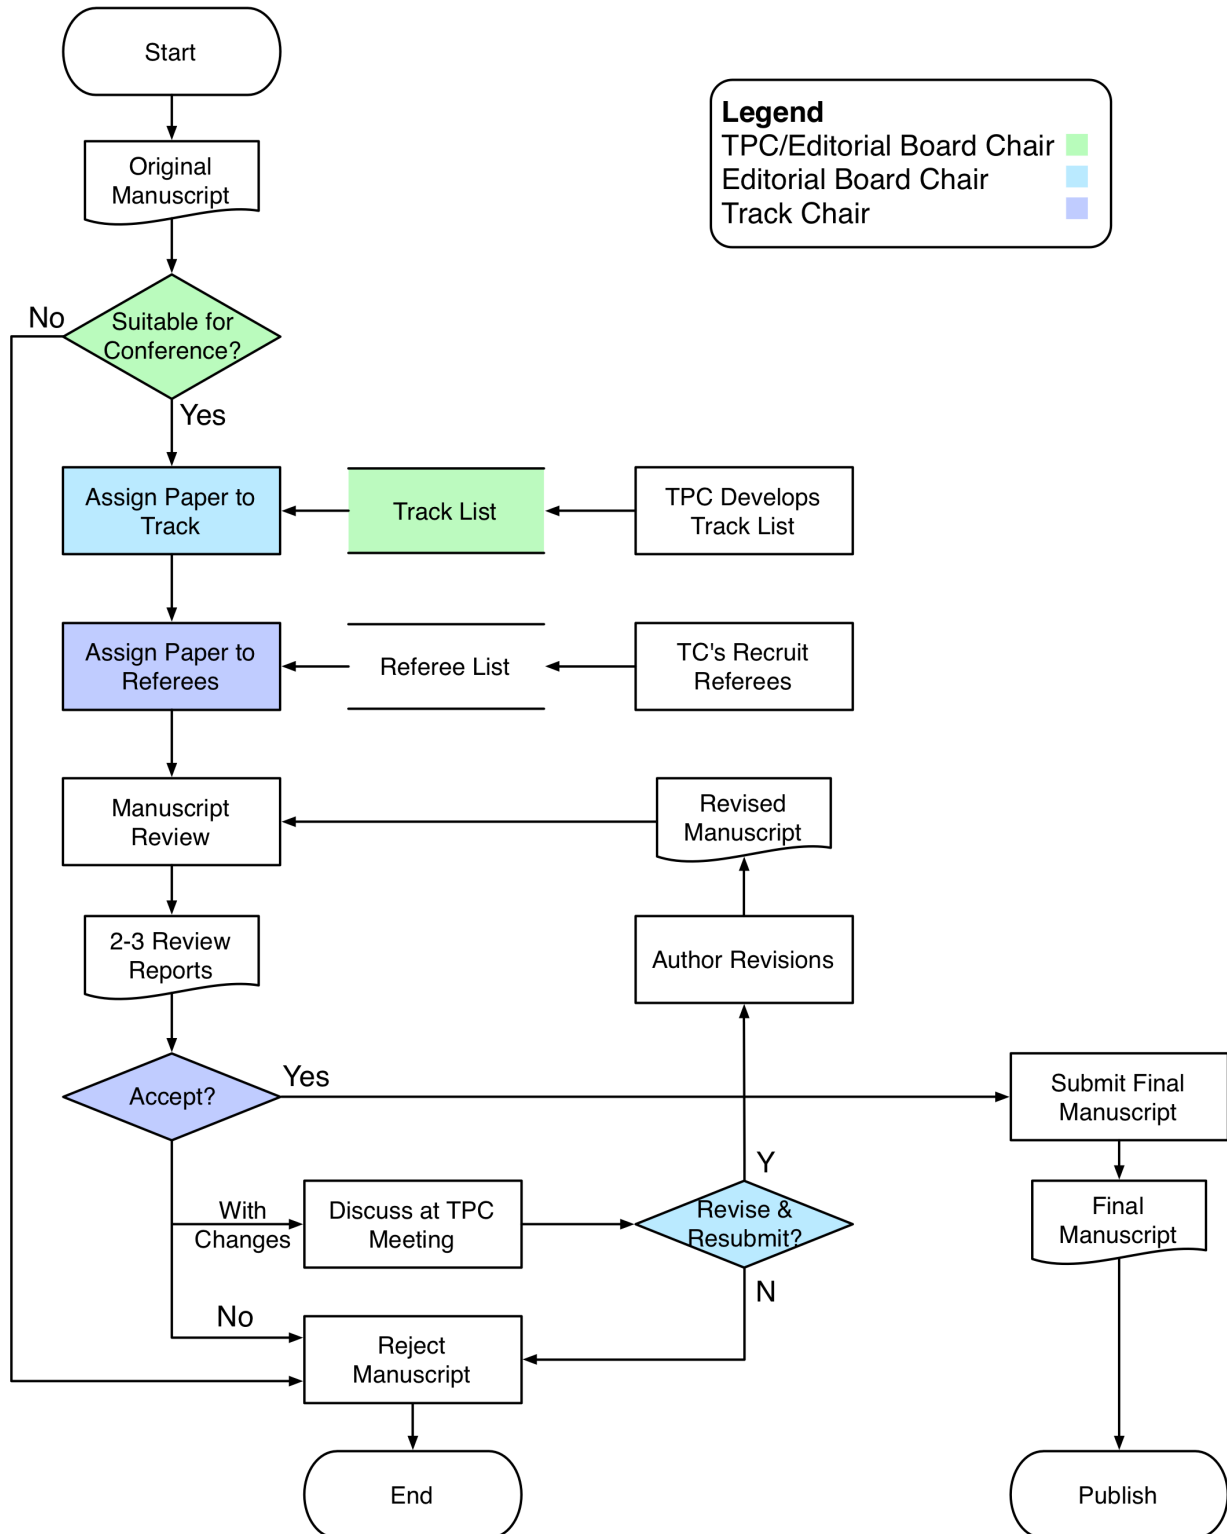 Start
Legend
TPC/Editorial Board Chair
Editorial Board Chair
Track Chair
Original
Manuscript
No
Suitable for
Conference?
Yes
Assign Paper to
Track
Track List
TPC Develops
Track List
Assign Paper to
Referees
Referee List
TC's Recruit
Referees
Manuscript
Review
Revised
Manuscript
2-3 Review
Reports
Author Revisions
Accept?
Yes
Submit Final
Manuscript
With
Changes
Discuss at TPC
Meeting
Y
Revise &
Resubmit?
N
Final
Manuscript
No
Reject
Manuscript
End
Publish